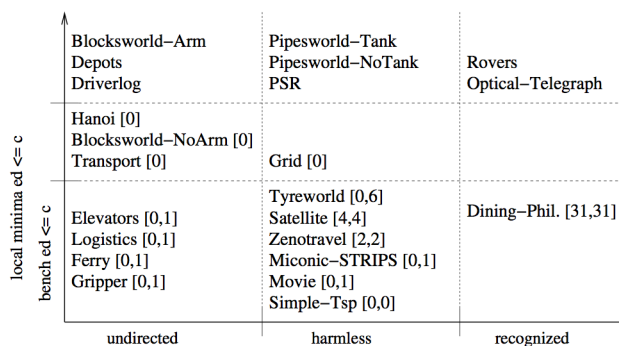 Blocksworld-Arm
Depots
Driverlog
Pipesworld-Tank
Pipesworld-NoTank
PSR
Rovers
Optical-Telegraph
Hanoi [0]
Blocksworld-NoArm [0]
Transport [0]
Grid [0]
Elevators [0,1]
Logistics [0,1]
Ferry [0,1]
Gripper [0,1]
Tyreworld [0,6]
Satellite [4,4]
Zenotravel [2,2]
Miconic-STRIPS [0,1]
Movie [0,1]
Simple-Tsp [0,0]
Dining-Phil. [31,31]
local minima ed <= c
bench ed <= c
undirected
harmless
recognized